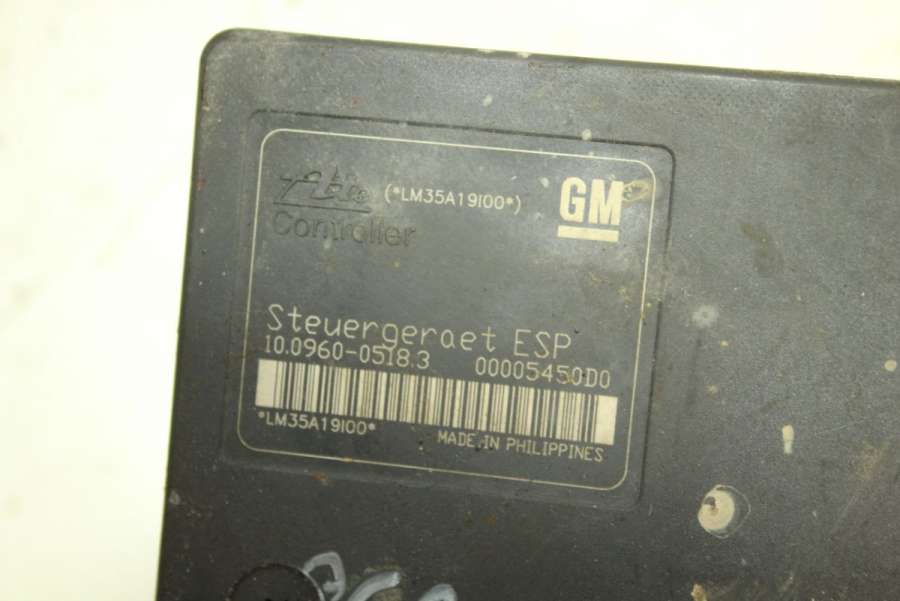 Ate (*LM35A19I00*) GM
Controller
Steuergeraet ESP
10.0960-0518.3 00005450D0
*LM35A19I00*
MADE IN PHILIPPINES